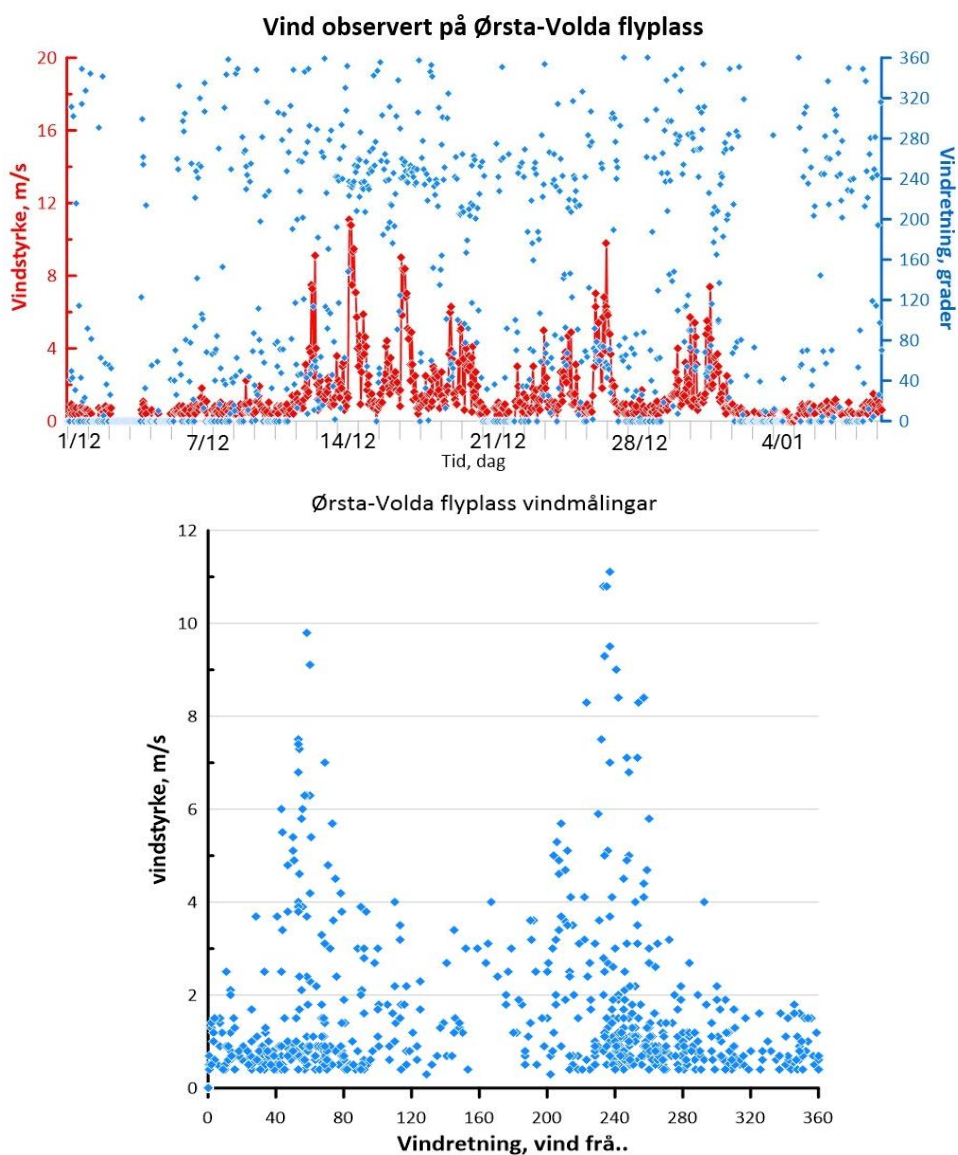 Vind observert på Ørsta-Volda flyplass
20
16
12
8
4
0
Vindstyrke, m/s
360
320
280
240
200
160
120
80
40
0
Vindretning, grader
1/12 7/12 14/12 21/12 28/12 4/01
Tid, dag
Ørsta-Volda flyplass vindmålingar
12
10
8
6
4
2
0
vindstyrke, m/s
0 40 80 120 160 200 240 280 320 360
Vindretning, vind frå..